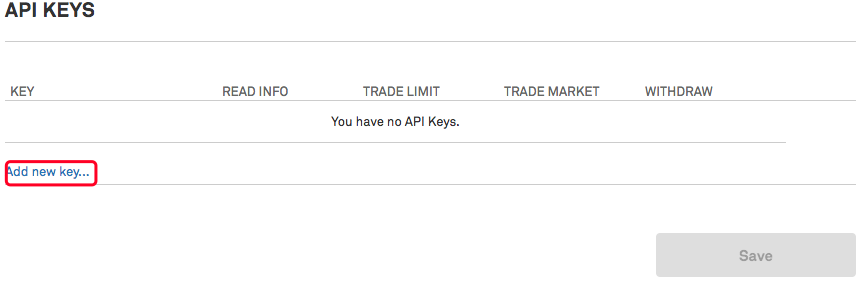 API KEYS
KEY READ INFO TRADE LIMIT TRADE MARKET WITHDRAW
You have no API Keys.
Add new key...
Save